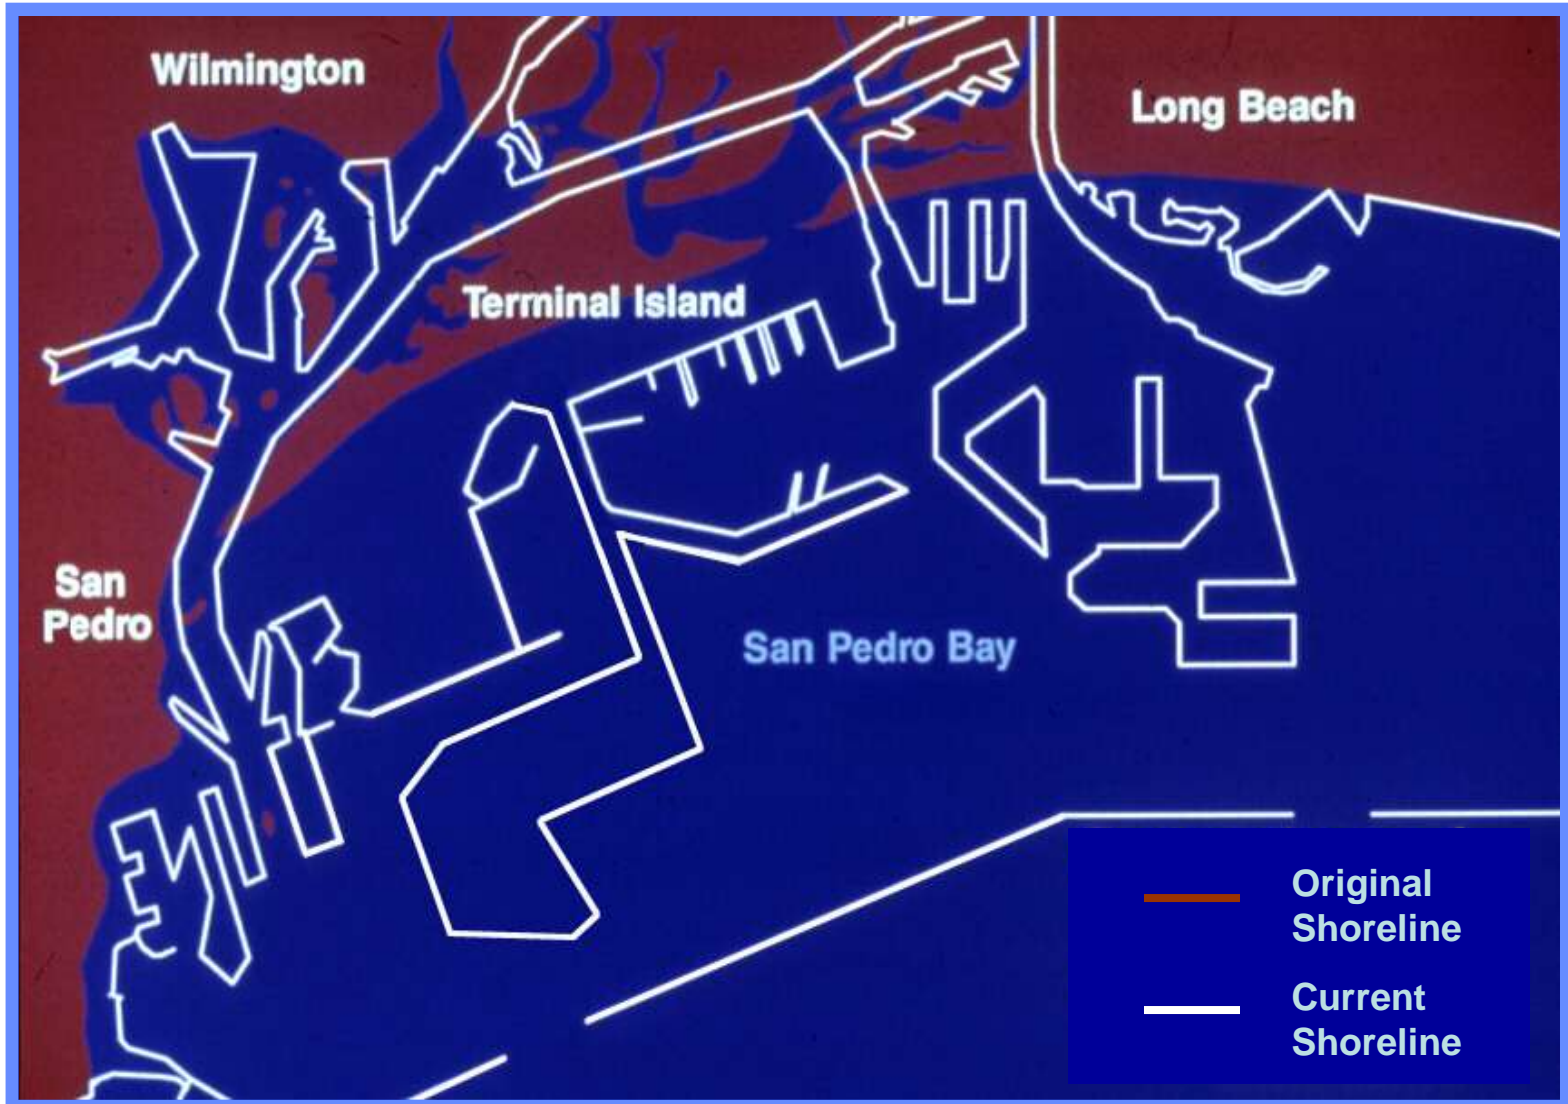 Wilmington
Long Beach
Terminal Island
San
Pedro
San Pedro Bay
Original
Shoreline
Current
Shoreline